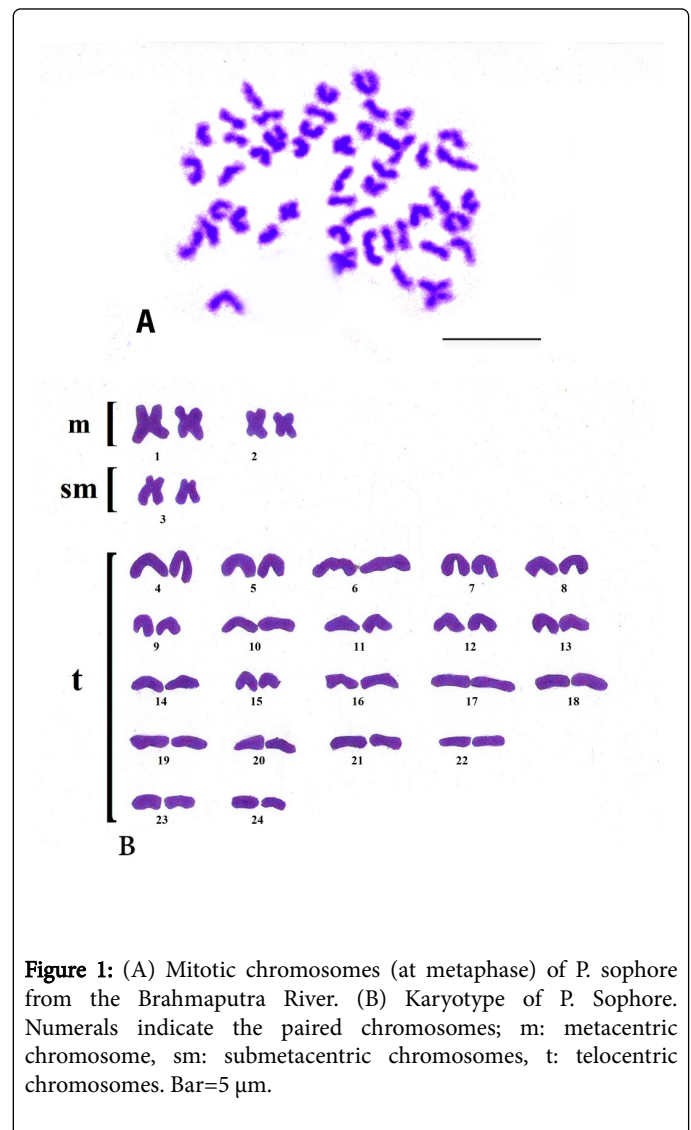 A
m [
1 2
sm [
3
t [
4 5 6 7 8
9 10 11 12 13
14 15 16 17 18
19 20 21 22
23 24
B
Figure 1: (A) Mitotic chromosomes (at metaphase) of P. sophore
from the Brahmaputra River. (B) Karyotype of P. Sophore.
Numerals indicate the paired chromosomes; m: metacentric
chromosome, sm: submetacentric chromosomes, t: telocentric
chromosomes. Bar=5 µm.